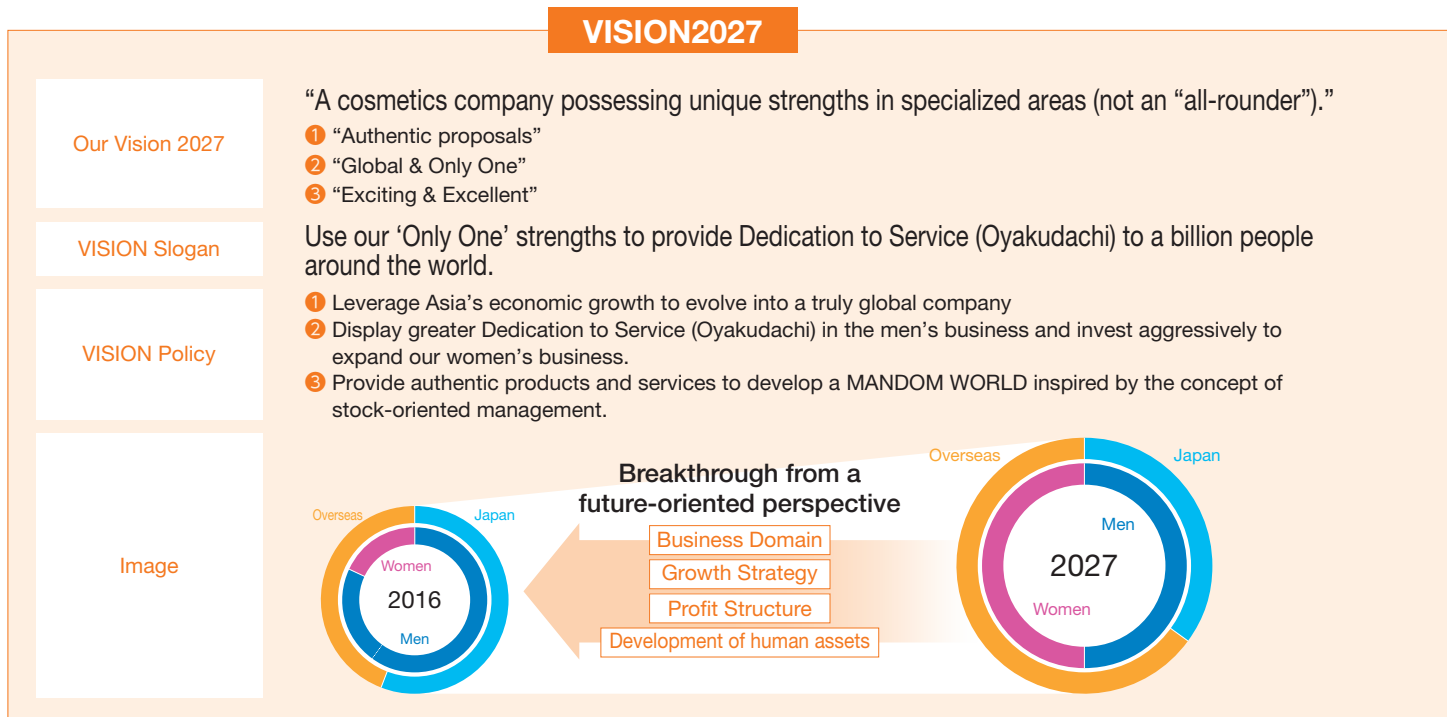 VISION2027
Our Vision 2027
“A cosmetics company possessing unique strengths in specialized areas (not an “all-rounder”).”
1 “Authentic proposals”
2 “Global & Only One”
3 “Exciting & Excellent”
VISION Slogan
Use our ‘Only One’ strengths to provide Dedication to Service (Oyakudachi) to a billion people
around the world.
VISION Policy
1 Leverage Asia’s economic growth to evolve into a truly global company
2 Display greater Dedication to Service (Oyakudachi) in the men’s business and invest aggressively to
expand our women’s business.
3 Provide authentic products and services to develop a MANDOM WORLD inspired by the concept of
stock-oriented management.
Image
Overseas
Japan
Women
2016
Men
Breakthrough from a
future-oriented perspective
Business Domain
Growth Strategy
Profit Structure
Development of human assets
Overseas
Japan
Men
2027
Women